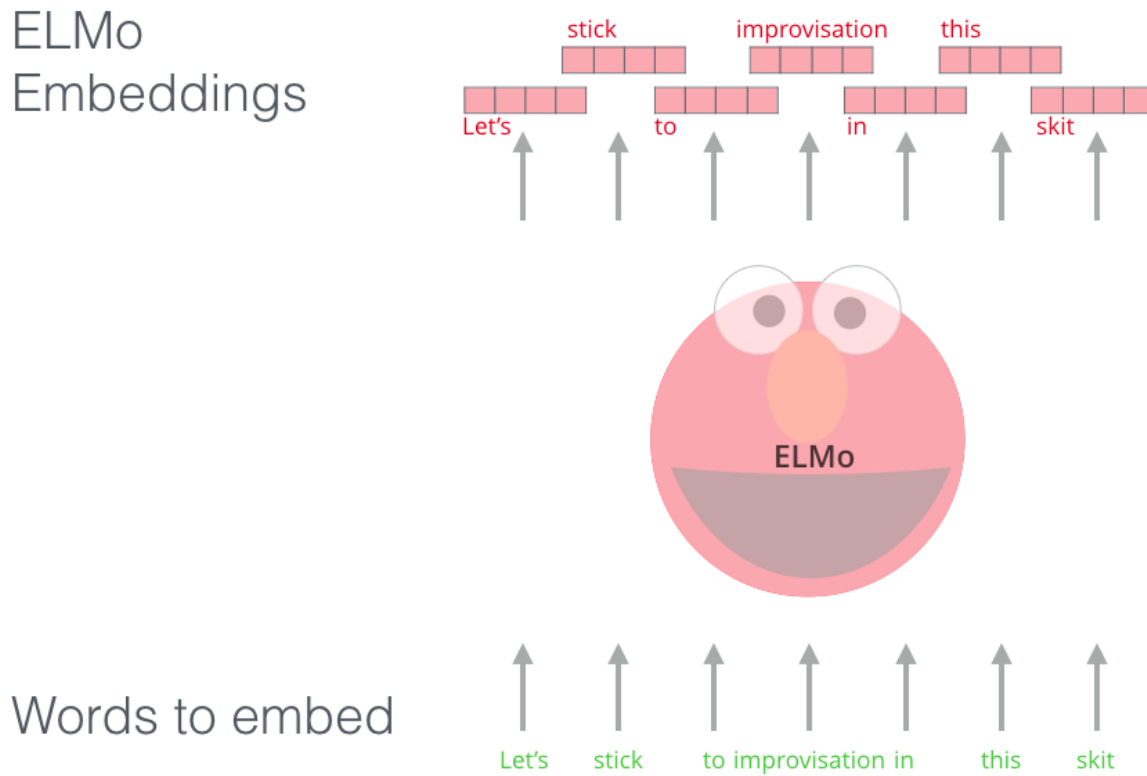 ELMo
Embeddings
stick improvisation this
Let's to in skit
ELMo
Words to embed
Let's stick to improvisation in this skit